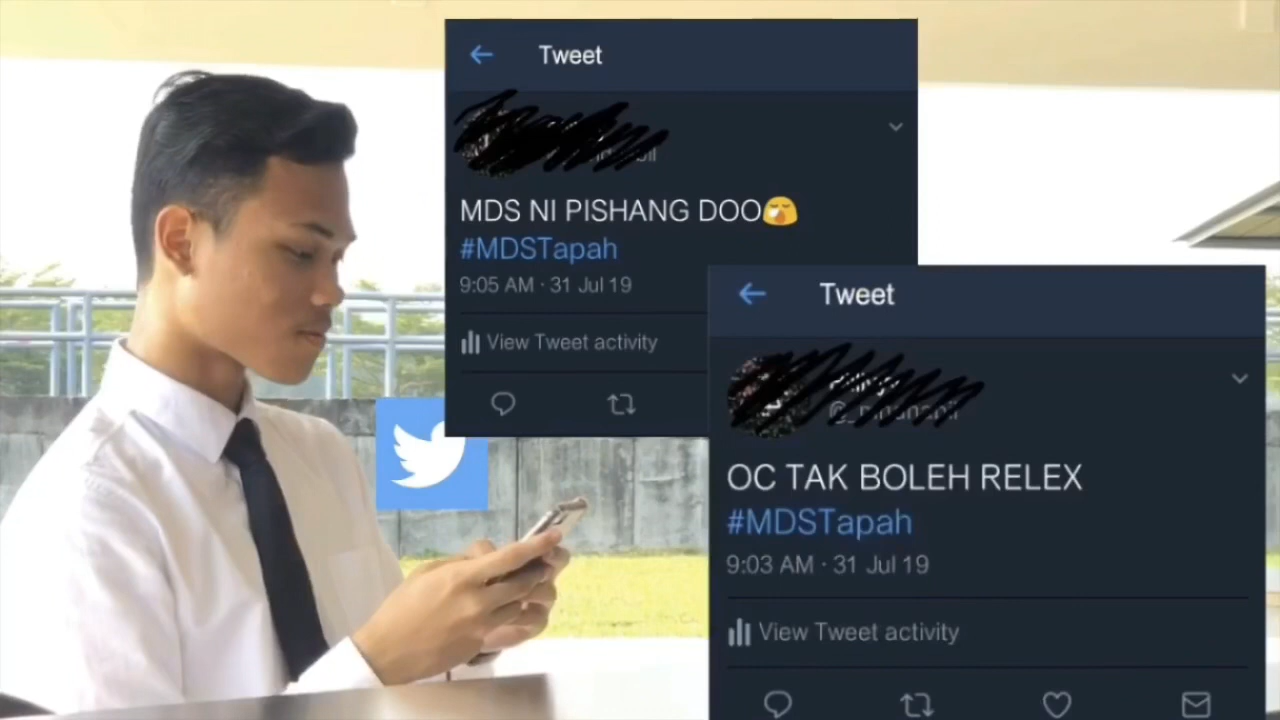 Tweet
MDS NI PISHANG DOO
#MDSTapah
9:05 AM · 31 Jul 19
View Tweet activity
Tweet
OC TAK BOLEH RELEX
#MDSTapah
9:03 AM · 31 Jul 19
View Tweet activity